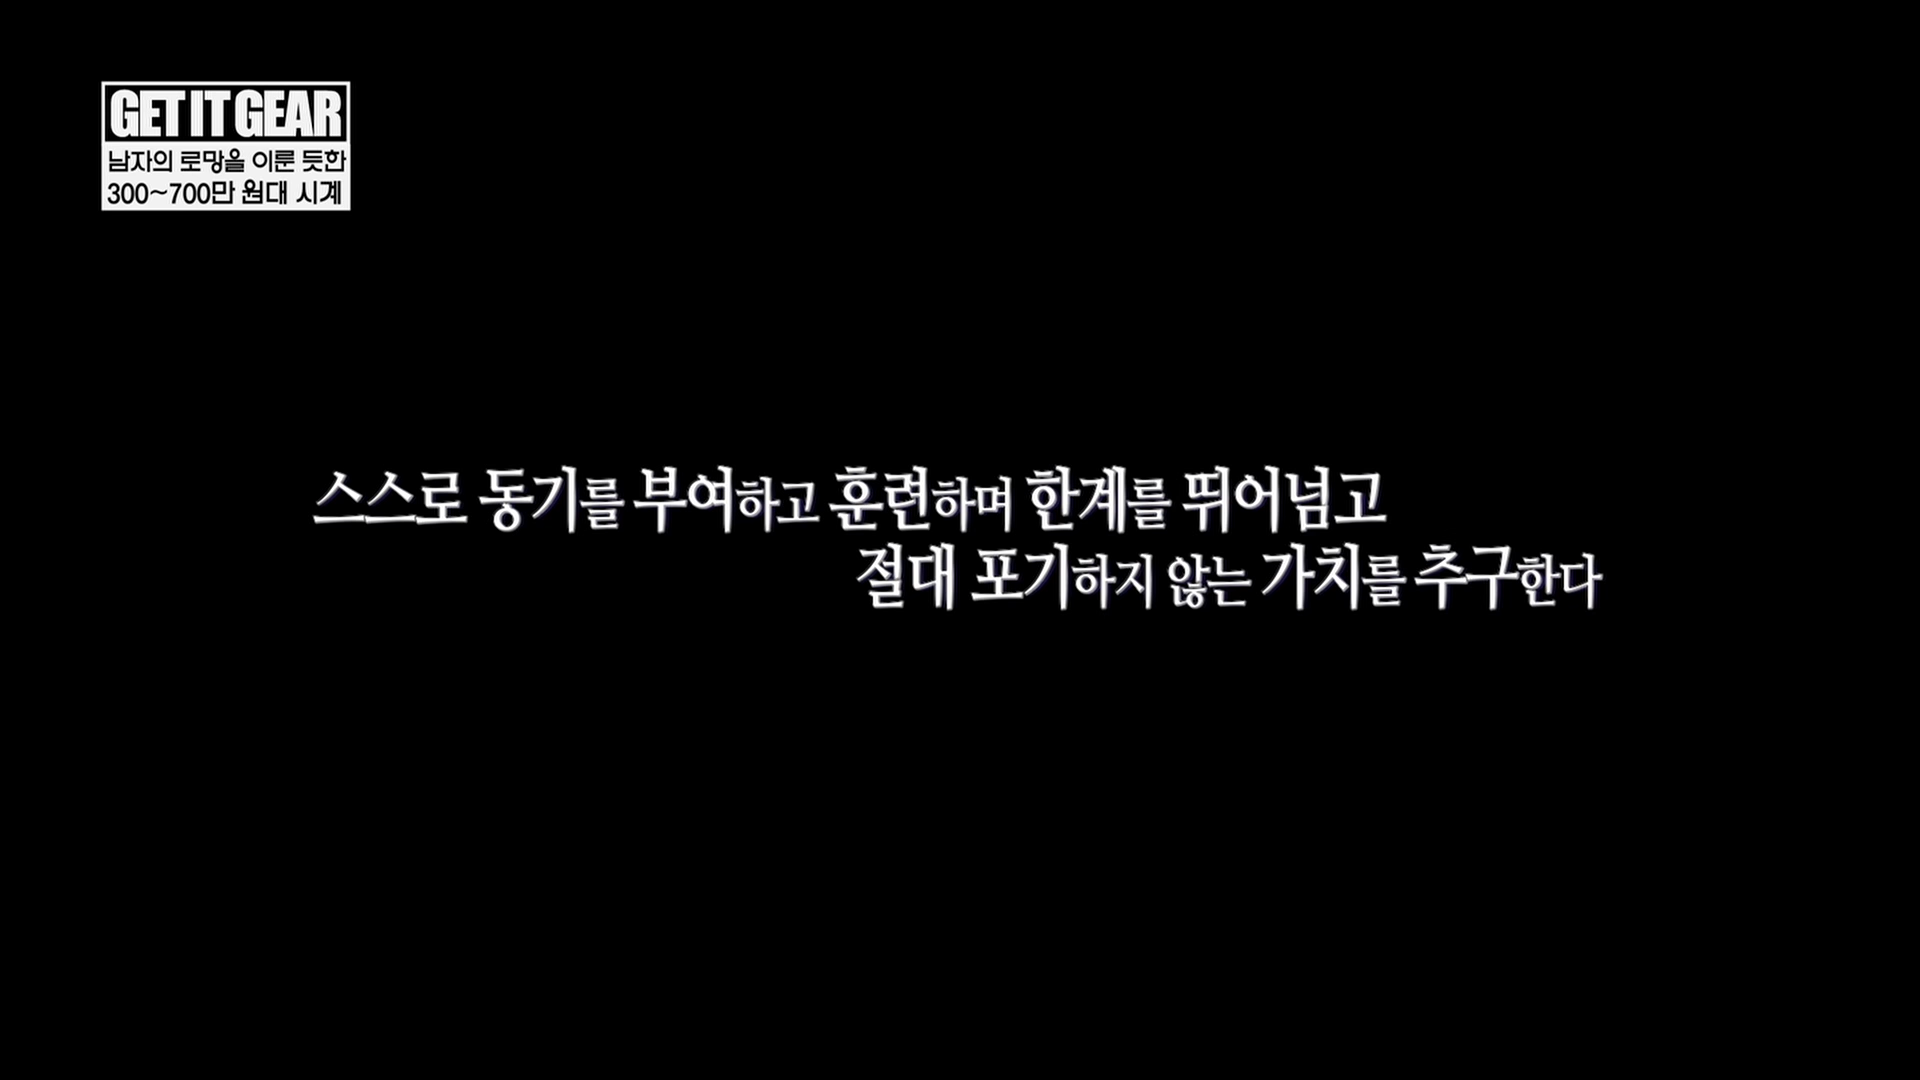 GET IT GEAR
남자의 로망을 이룬 듯한
300~700만 원대 시계
스스로 동기를 부여하고 훈련하며 한계를 뛰어넘고
절대 포기하지 않는 가치를 추구한다